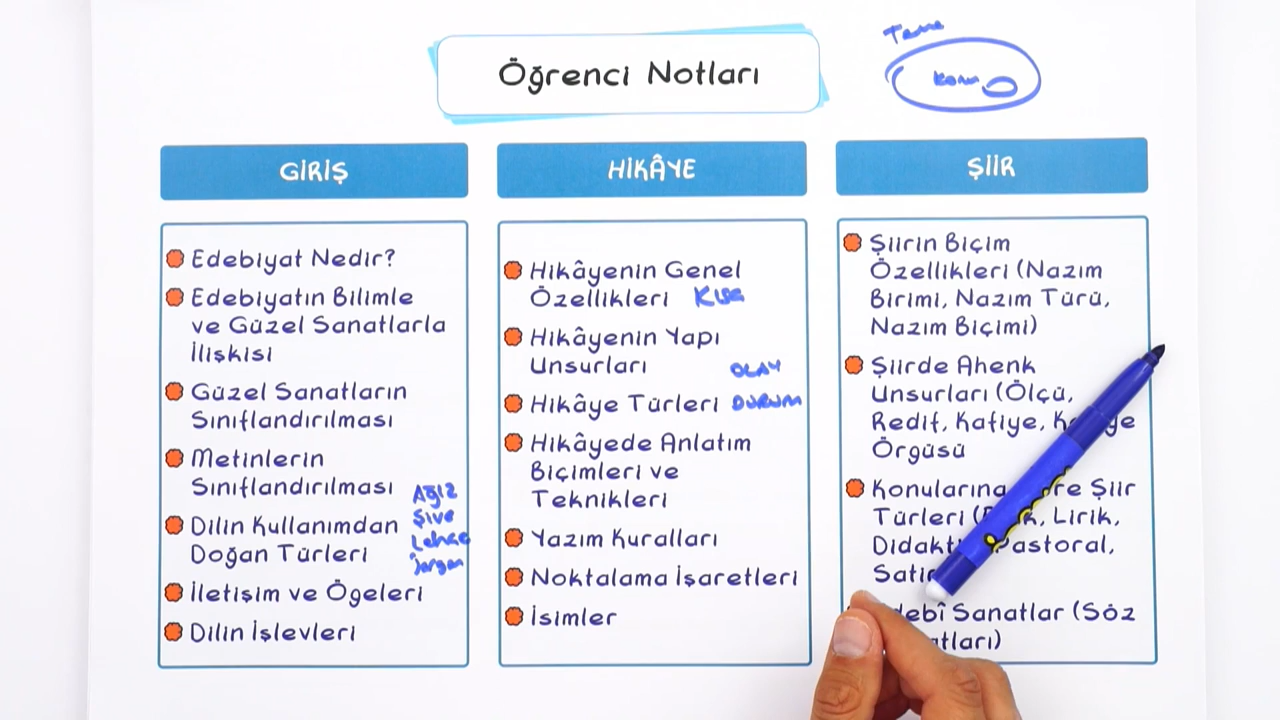 Öğrenci Notları
Tema
Konu
GİRİŞ
Edebiyat Nedir?
Edebiyatın Bilimle
ve Güzel Sanatlarla
İlişkisi
Güzel Sanatların
Sınıflandırılması
Metinlerin
Sınıflandırılması
Dilin Kullanımdan
Doğan Türleri
Ağız
Şive
Lehçe
Jargon
İletişim ve Ögeleri
Dilin İşlevleri
HİKÂYE
Hikâyenin Genel
Özellikleri
Kısa
Hikâyenin Yapı
Unsurları
Hikâye Türleri
OLAY
DURUM
Hikâyede Anlatım
Biçimleri ve
Teknikleri
Yazım Kuralları
Noktalama İşaretleri
İsimler
ŞİİR
Şiirin Biçim
Özellikleri (Nazım
Birimi, Nazım Türü,
Nazım Biçimi)
Şiirde Ahenk
Unsurları (Ölçü,
Redif, Kafiye,
Örgüsü
Konularına Şiir
Türleri Lirik,
Pastoral,
Sanatlar (Söz